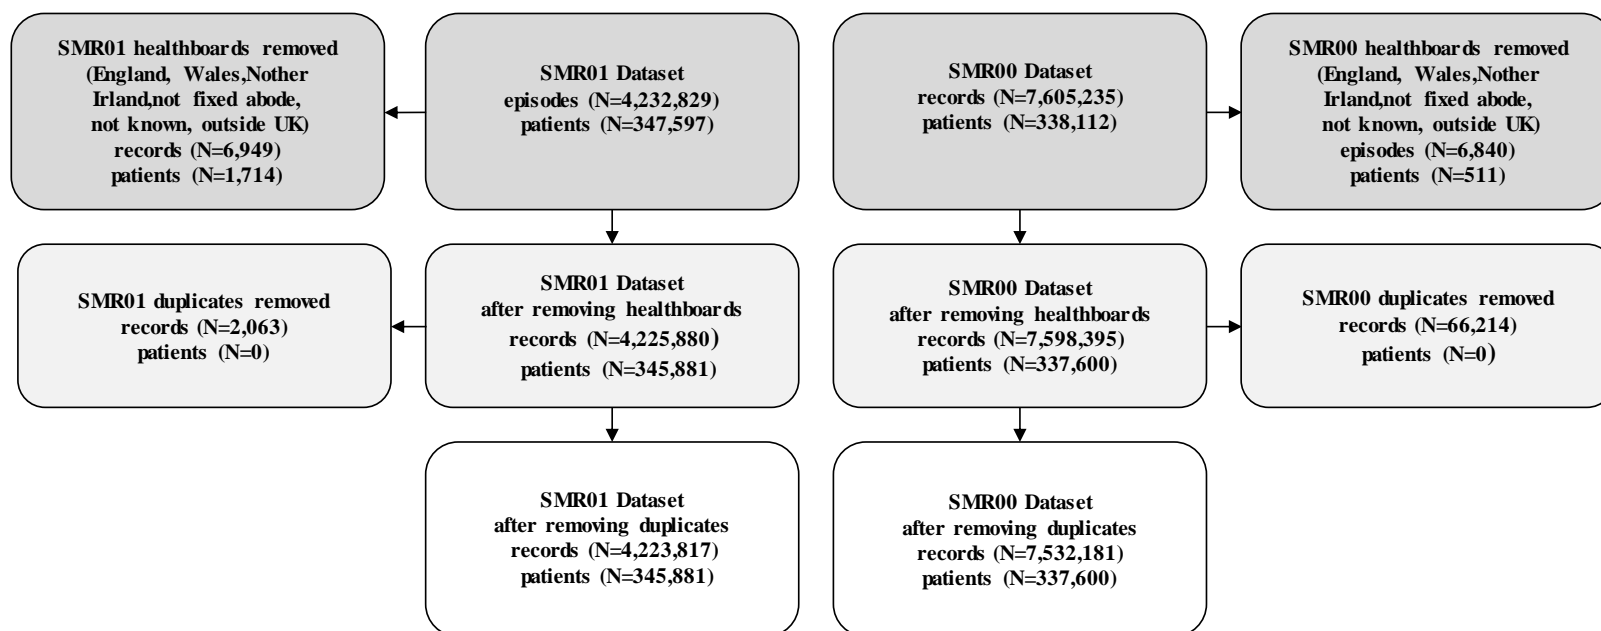 SMR01 healthboards removed
(England, Wales,Nother
Irland,not fixed abode,
not known, outside UK)
records (N=6,949)
patients (N=1,714)
SMR01 Dataset
episodes (N=4,232,829)
patients (N=347,597)
SMR00 Dataset
records (N=7,605,235)
patients (N=338,112)
SMR00 healthboards removed
(England, Wales,Nother
Irland,not fixed abode,
not known, outside UK)
episodes (N=6,840)
patients (N=511)
SMR01 duplicates removed
records (N=2,063)
patients (N=0)
SMR01 Dataset
after removing healthboards
records (N=4,225,880)
patients (N=345,881)
SMR00 Dataset
after removing healthboards
records (N=7,598,395)
patients (N=337,600)
SMR00 duplicates removed
records (N=66,214)
patients (N=0)
SMR01 Dataset
after removing duplicates
records (N=4,223,817)
patients (N=345,881)
SMR00 Dataset
after removing duplicates
records (N=7,532,181)
patients (N=337,600)